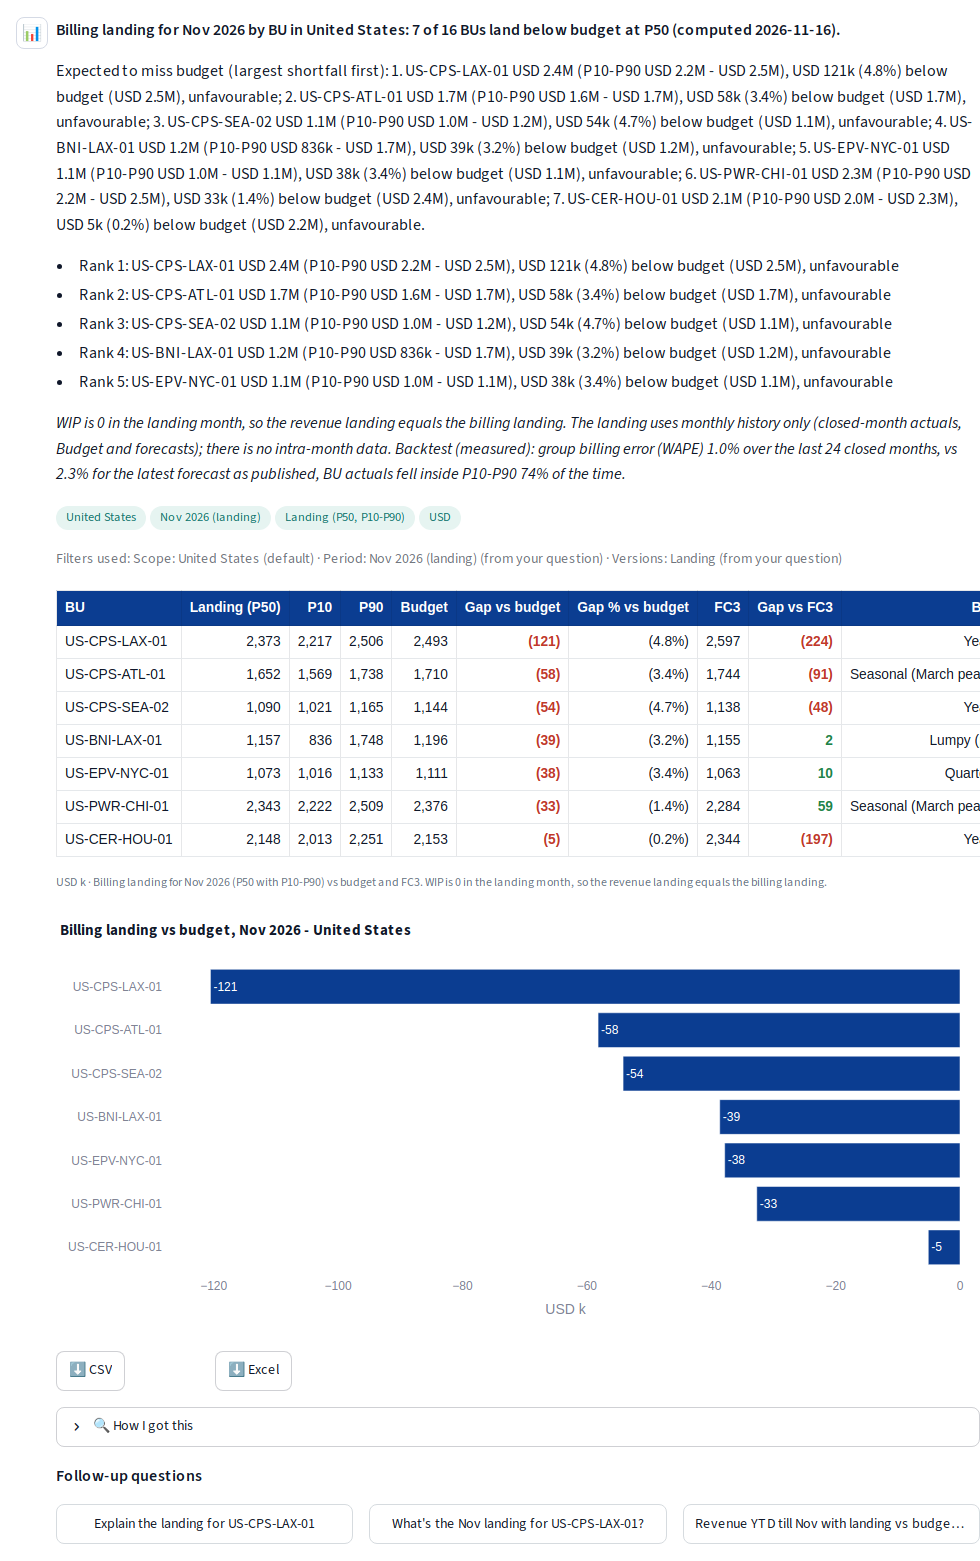 Billing landing for Nov 2026 by BU in United States: 7 of 16 BUs land below budget at P50 (computed 2026-11-16).
Expected to miss budget (largest shortfall first): 1. US-CPS-LAX-01 USD 2.4M (P10-P90 USD 2.2M - USD 2.5M), USD 121k (4.8%) below
budget (USD 2.5M), unfavourable; 2. US-CPS-ATL-01 USD 1.7M (P10-P90 USD 1.6M - USD 1.7M), USD 58k (3.4%) below budget (USD 1.7M),
unfavourable; 3. US-CPS-SEA-02 USD 1.1M (P10-P90 USD 1.0M - USD 1.2M), USD 54k (4.7%) below budget (USD 1.1M), unfavourable; 4. US-
BNI-LAX-01 USD 1.2M (P10-P90 USD 836k - USD 1.7M), USD 39k (3.2%) below budget (USD 1.2M), unfavourable; 5. US-EPV-NYC-01 USD
1.1M (P10-P90 USD 1.0M - USD 1.1M), USD 38k (3.4%) below budget (USD 1.1M), unfavourable; 6. US-PWR-CHI-01 USD 2.3M (P10-P90 USD
2.2M - USD 2.5M), USD 33k (1.4%) below budget (USD 2.4M), unfavourable; 7. US-CER-HOU-01 USD 2.1M (P10-P90 USD 2.0M - USD 2.3M),
USD 5k (0.2%) below budget (USD 2.2M), unfavourable.
• Rank 1: US-CPS-LAX-01 USD 2.4M (P10-P90 USD 2.2M - USD 2.5M), USD 121k (4.8%) below budget (USD 2.5M), unfavourable
• Rank 2: US-CPS-ATL-01 USD 1.7M (P10-P90 USD 1.6M - USD 1.7M), USD 58k (3.4%) below budget (USD 1.7M), unfavourable
• Rank 3: US-CPS-SEA-02 USD 1.1M (P10-P90 USD 1.0M - USD 1.2M), USD 54k (4.7%) below budget (USD 1.1M), unfavourable
• Rank 4: US-BNI-LAX-01 USD 1.2M (P10-P90 USD 836k - USD 1.7M), USD 39k (3.2%) below budget (USD 1.2M), unfavourable
• Rank 5: US-EPV-NYC-01 USD 1.1M (P10-P90 USD 1.0M - USD 1.1M), USD 38k (3.4%) below budget (USD 1.1M), unfavourable
WIP is 0 in the landing month, so the revenue landing equals the billing landing. The landing uses monthly history only (closed-month actuals,
Budget and forecasts); there is no intra-month data. Backtest (measured): group billing error (WAPE) 1.0% over the last 24 closed months, vs
2.3% for the latest forecast as published, BU actuals fell inside P10-P90 74% of the time.
United States Nov 2026 (landing) Landing (P50, P10-P90) USD
Filters used: Scope: United States (default) · Period: Nov 2026 (landing) (from your question) · Versions: Landing (from your question)
BU Landing (P50) P10 P90 Budget Gap vs budget Gap % vs budget FC3 Gap vs FC3
US-CPS-LAX-01 2,373 2,217 2,506 2,493 (121) (4.8%) 2,597 (224)
US-CPS-ATL-01 1,652 1,569 1,738 1,710 (58) (3.4%) 1,744 (91) Seasonal (March
US-CPS-SEA-02 1,090 1,021 1,165 1,144 (54) (4.7%) 1,138 (48)
US-BNI-LAX-01 1,157 836 1,748 1,196 (39) (3.2%) 1,155 2 Lumpy (
US-EPV-NYC-01 1,073 1,016 1,133 1,111 (38) (3.4%) 1,063 10
US-PWR-CHI-01 2,343 2,222 2,509 2,376 (33) (1.4%) 2,284 59 Seasonal (March
US-CER-HOU-01 2,148 2,013 2,251 2,153 (5) (0.2%) 2,344 (197)
USD k · Billing landing for Nov 2026 (P50 with P10-P90) vs budget and FC3. WIP is 0 in the landing month, so the revenue landing equals the billing landing.
Billing landing vs budget, Nov 2026 - United States
US-CPS-LAX-01 -121
US-CPS-ATL-01 -58
US-CPS-SEA-02 -54
US-BNI-LAX-01 -39
US-EPV-NYC-01 -38
US-PWR-CHI-01 -33
US-CER-HOU-01 -5
−120 −100 −80 −60 −40 −20 0
USD k
CSV Excel
How I got this
Follow-up questions
Explain the landing for US-CPS-LAX-01 What's the Nov landing for US-CPS-LAX-01? Revenue YTD till Nov with landing vs budge...